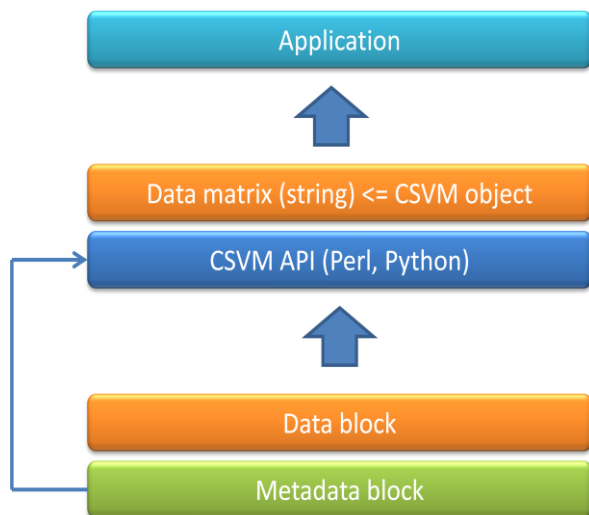 Application
Data matrix (string) <= CSVM object
CSVM API (Perl, Python)
Data block
Metadata block